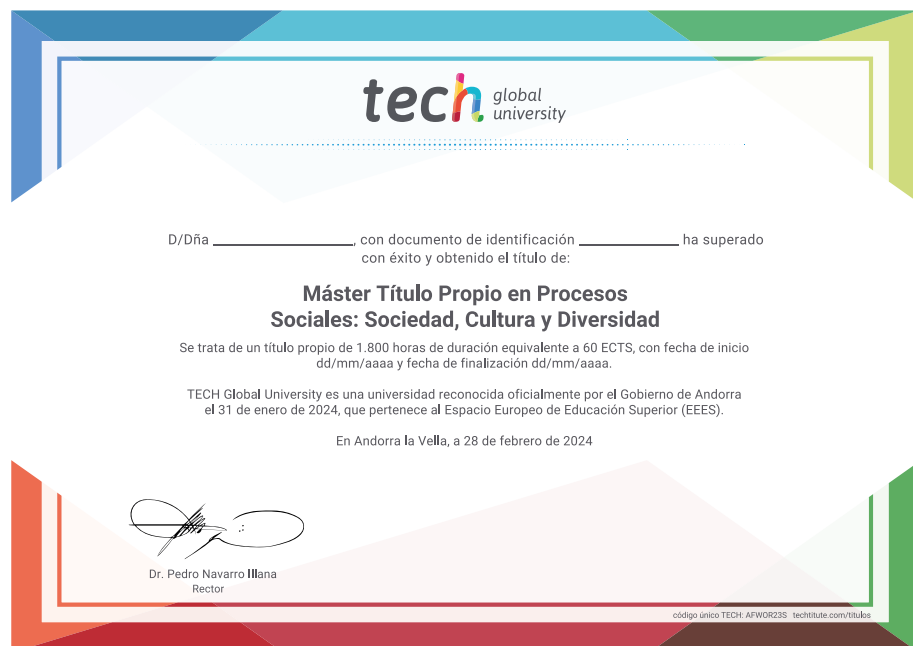 tech global university
D/Dña ____________________, con documento de identificación ______________ ha superado
con éxito y obtenido el título de:
Máster Título Propio en Procesos
Sociales: Sociedad, Cultura y Diversidad
Se trata de un título propio de 1.800 horas de duración equivalente a 60 ECTS, con fecha de inicio
dd/mm/aaaa y fecha de finalización dd/mm/aaaa.
TECH Global University es una universidad reconocida oficialmente por el Gobierno de Andorra
el 31 de enero de 2024, que pertenece al Espacio Europeo de Educación Superior (EEES).
En Andorra la Vella, a 28 de febrero de 2024
Dr. Pedro Navarro Illana
Rector
código único TECH: AFWOR23S techtitute.com/titulos